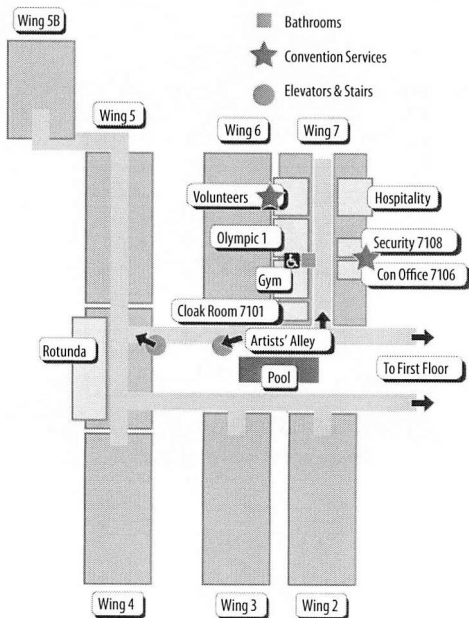 Wing 5B
Bathrooms
Convention Services
Elevators & Stairs
Wing 5
Wing 6
Wing 7
Volunteers
Hospitality
Olympic 1
Security 7108
Gym
Con Office 7106
Cloak Room 7101
Rotunda
Artists' Alley
To First Floor
Pool
Wing 4
Wing 3
Wing 2